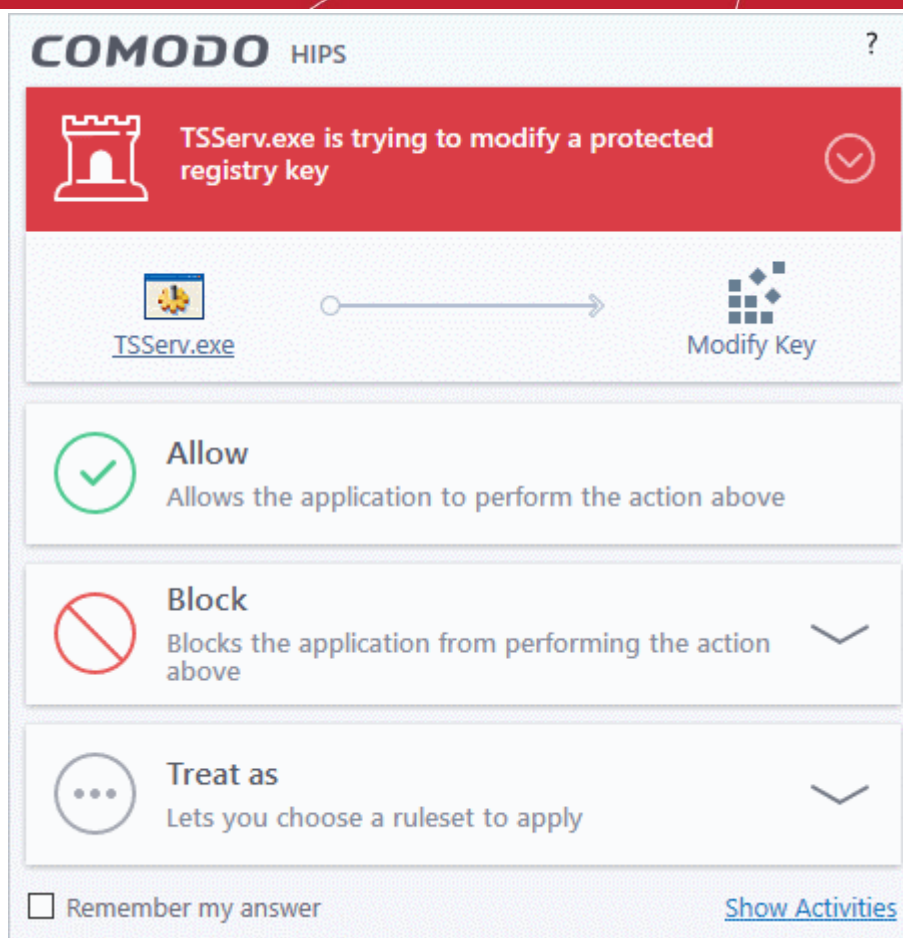 COMODO HIPS ?
TSServ.exe is trying to modify a protected
registry key
TSServ.exe
Modify Key
Allow
Allows the application to perform the action above
Block
Blocks the application from performing the action
above
Treat as
Lets you choose a ruleset to apply
Remember my answer
Show Activities